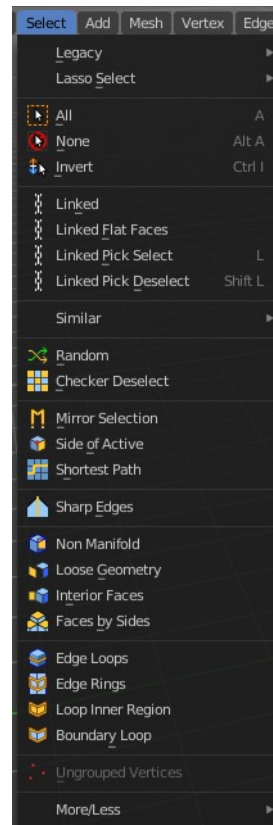 Select Add Mesh Vertex Edge
Legacy
Lasso Select
All A
None Alt A
Invert Ctrl I
Linked
Linked Flat Faces
Linked Pick Select L
Linked Pick Deselect Shift L
Similar
Random
Checker Deselect
Mirror Selection
Side of Active
Shortest Path
Sharp Edges
Non Manifold
Loose Geometry
Interior Faces
Faces by Sides
Edge Loops
Edge Rings
Loop Inner Region
Boundary Loop
Ungrouped Vertices
More/Less